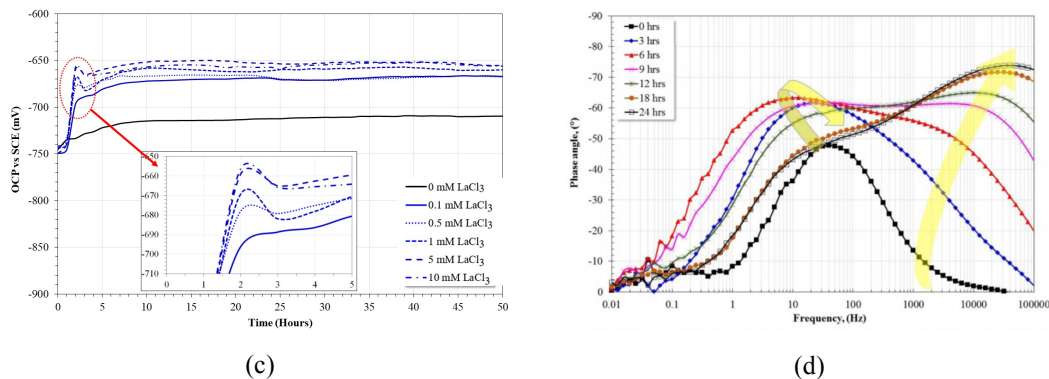 -600
-650
-700
-750
-800
-850
-900
OCP vs SCE (mV)
0 5 10 15 20 25 30 35 40 45 50
Time (Hours)
-650
-660
-670
-680
-690
-700
-710
0 1 2 3 4 5
0 mM LaCl3
0.1 mM LaCl3
0.5 mM LaCl3
1 mM LaCl3
5 mM LaCl3
10 mM LaCl3
(c)
-90
-80
-70
-60
-50
-40
-30
-20
-10
0
Phase angle, (°)
0.01 0.1 1 10 100 1000 10000 100000
Frequency, (Hz)
0 hrs
3 hrs
6 hrs
9 hrs
12 hrs
18 hrs
24 hrs
(d)